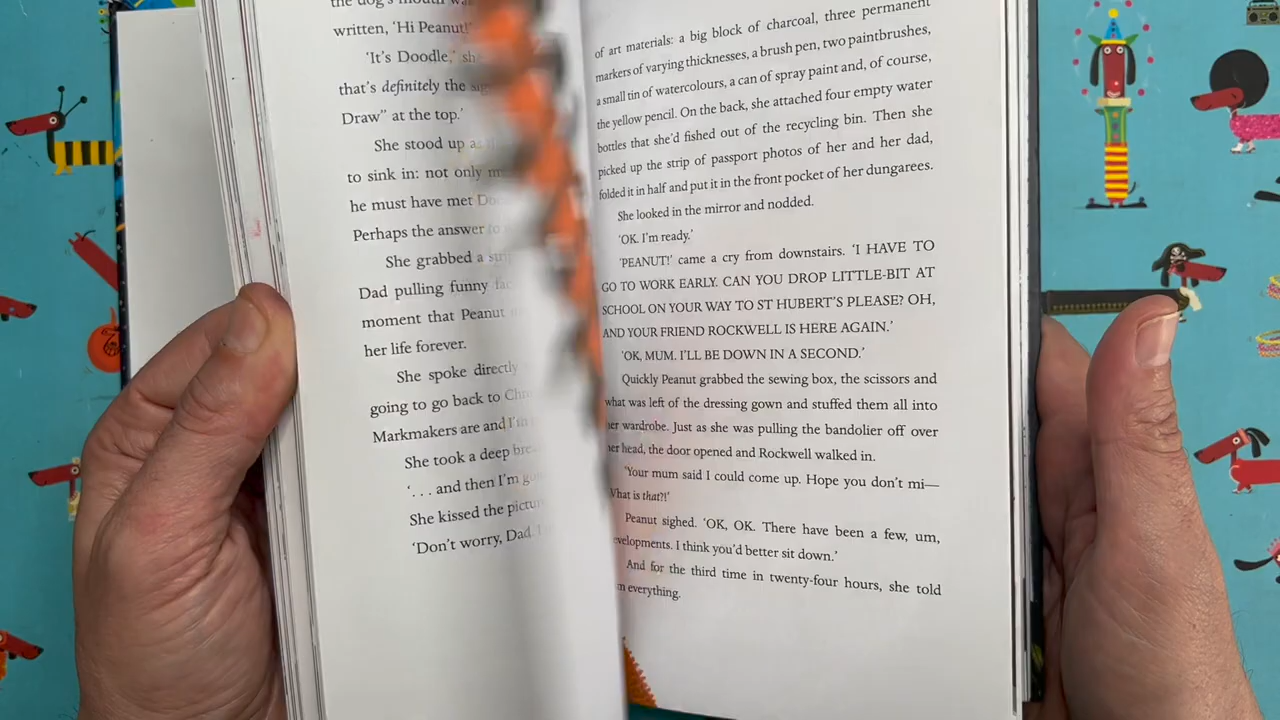 the dog's mouth
written, 'Hi Peanut!'
'It's Doodle,' she
that's definitely the
Draw" at the top.'
She stood up as
to sink in: not only
he must have met
Perhaps the answer to
She grabbed a
Dad pulling funny
moment that Peanut
her life forever.
She spoke directly
going to go back to
Markmakers are and I'm
She took a deep
'. . . and then I'm
She kissed the
'Don't worry, Dad.
of art materials: a big block of charcoal, three permanent
markers of varying thicknesses, a brush pen, two paintbrushes,
a small tin of watercolours, a can of spray paint and, of course,
the yellow pencil. On the back, she attached four empty water
bottles that she'd fished out of the recycling bin. Then she
picked up the strip of passport photos of her and her dad,
folded it in half and put it in the front pocket of her dungarees.
She looked in the mirror and nodded.
'OK. I'm ready.'
'PEANUT!' came a cry from downstairs. 'I HAVE TO
GO TO WORK EARLY. CAN YOU DROP LITTLE-BIT AT
SCHOOL ON YOUR WAY TO ST HUBERT'S PLEASE? OH,
AND YOUR FRIEND ROCKWELL IS HERE AGAIN.'
'OK, MUM. I'LL BE DOWN IN A SECOND.'
Quickly Peanut grabbed the sewing box, the scissors and
what was left of the dressing gown and stuffed them all into
her wardrobe. Just as she was pulling the bandolier off over
her head, the door opened and Rockwell walked in.
'Your mum said I could come up. Hope you don't mi—
What is that?!'
Peanut sighed. 'OK, OK. There have been a few, um,
evelopments. I think you'd better sit down.'
And for the third time in twenty-four hours, she told
m everything.